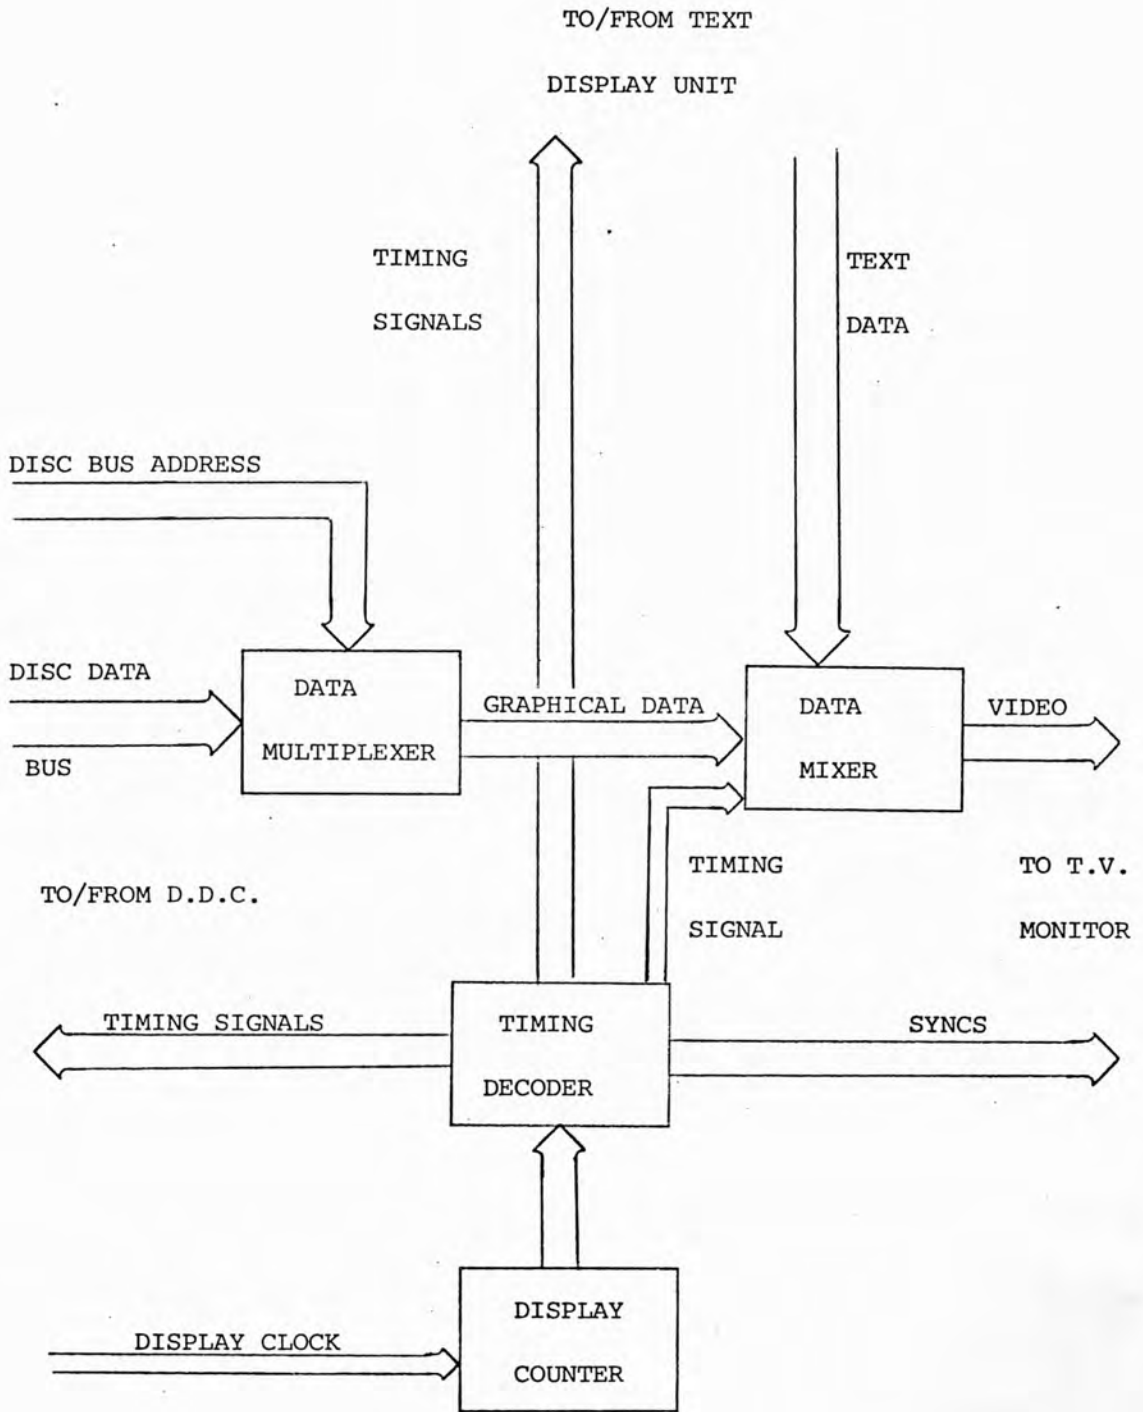 TO/FROM TEXT
DISPLAY UNIT
TIMING
SIGNALS
TEXT
DATA
DISC BUS ADDRESS
DISC DATA
BUS
DATA
MULTIPLEXER
GRAPHICAL DATA
DATA
MIXER
VIDEO
TIMING
SIGNAL
TO T.V.
MONITOR
TO/FROM D.D.C.
TIMING SIGNALS
TIMING
DECODER
SYNCS
DISPLAY CLOCK
DISPLAY
COUNTER